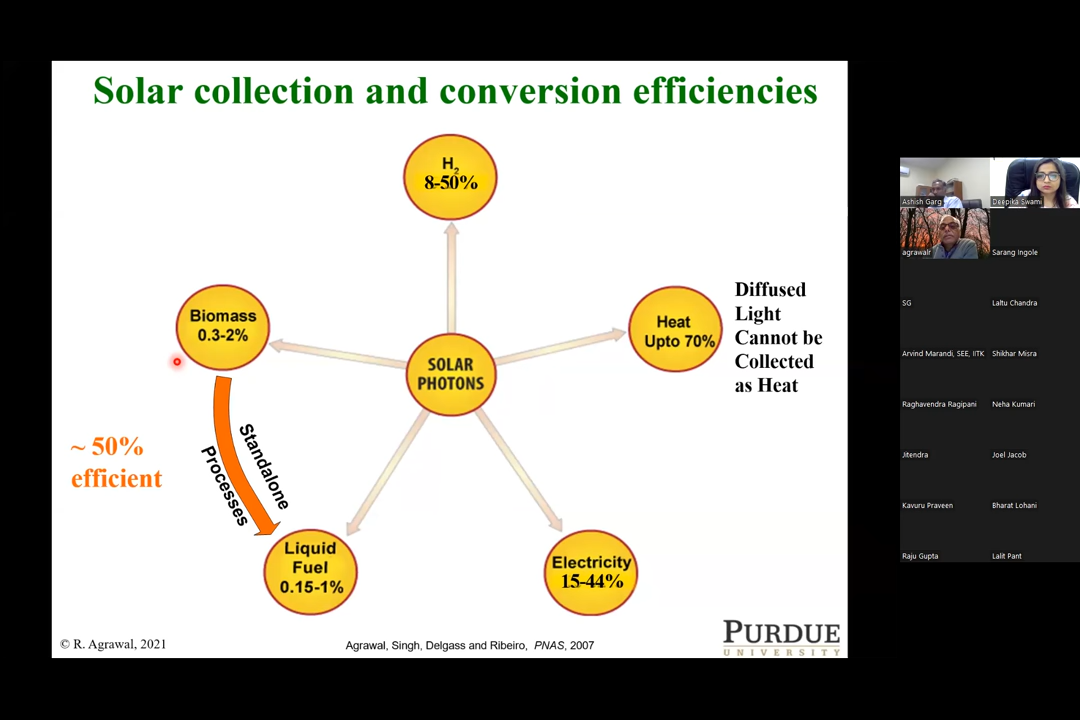 Solar collection and conversion efficiencies
H2
8-50%
Biomass
0.3-2%
Heat
Upto 70%
Diffused
Light
Cannot be
Collected
as Heat
SOLAR
PHOTONS
~ 50%
efficient
Standalone
Processes
Liquid
Fuel
0.15-1%
Electricity
15-44%
© R. Agrawal, 2021
Agrawal, Singh, Delgass and Ribeiro, PNAS, 2007
PURDUE
UNIVERSITY
Ashish Garg
Deepika Swami
agrawalr
Sarang Ingole
SG
Laltu Chandra
Arvind Marandi, SEE, IITK
Shikhar Misra
Raghavendra Ragipani
Neha Kumari
Jitendra
Joel Jacob
Kavuru Praveen
Bharat Lohani
Raju Gupta
Lalit Pant